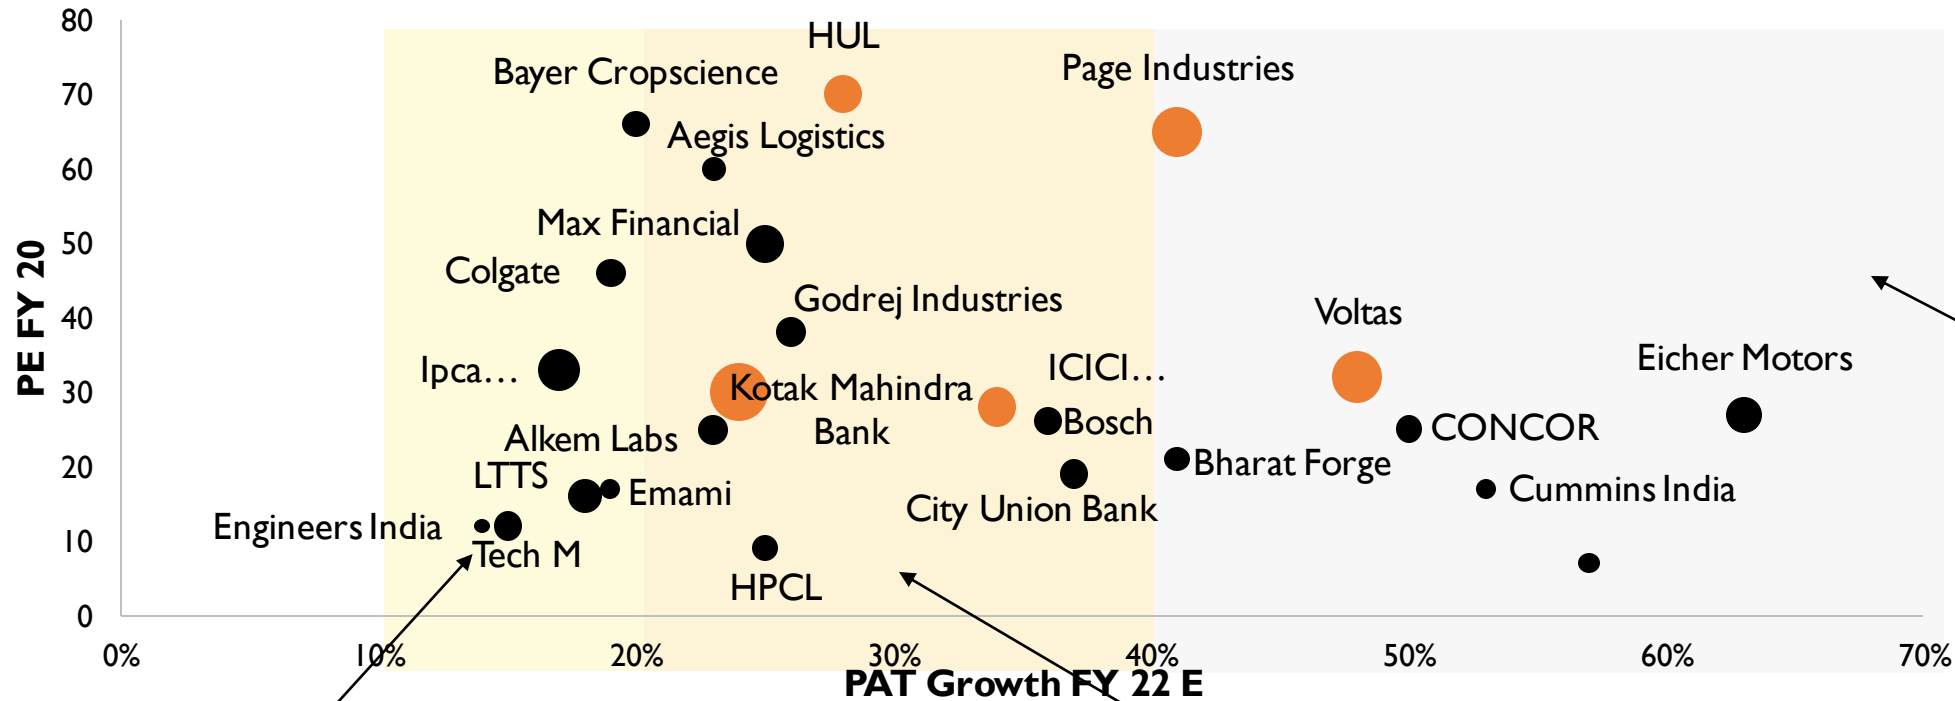 80
HUL
Page Industries
Bayer Cropscience
70
Aegis Logistics
60
Max Financial
50
Colgate
Godrej Industries
40
Voltas
Eicher Motors
Ipca…
ICICI…
30
Kotak Mahindra
Bank
Bosch
CONCOR
Alkem Labs
20
Bharat Forge
LTTS
Emami
Cummins India
City Union Bank
Engineers India
10
Tech M
HPCL
0
PE FY 20
0%
10%
20%
30%
40%
50%
60%
70%
PAT Growth FY 22 E